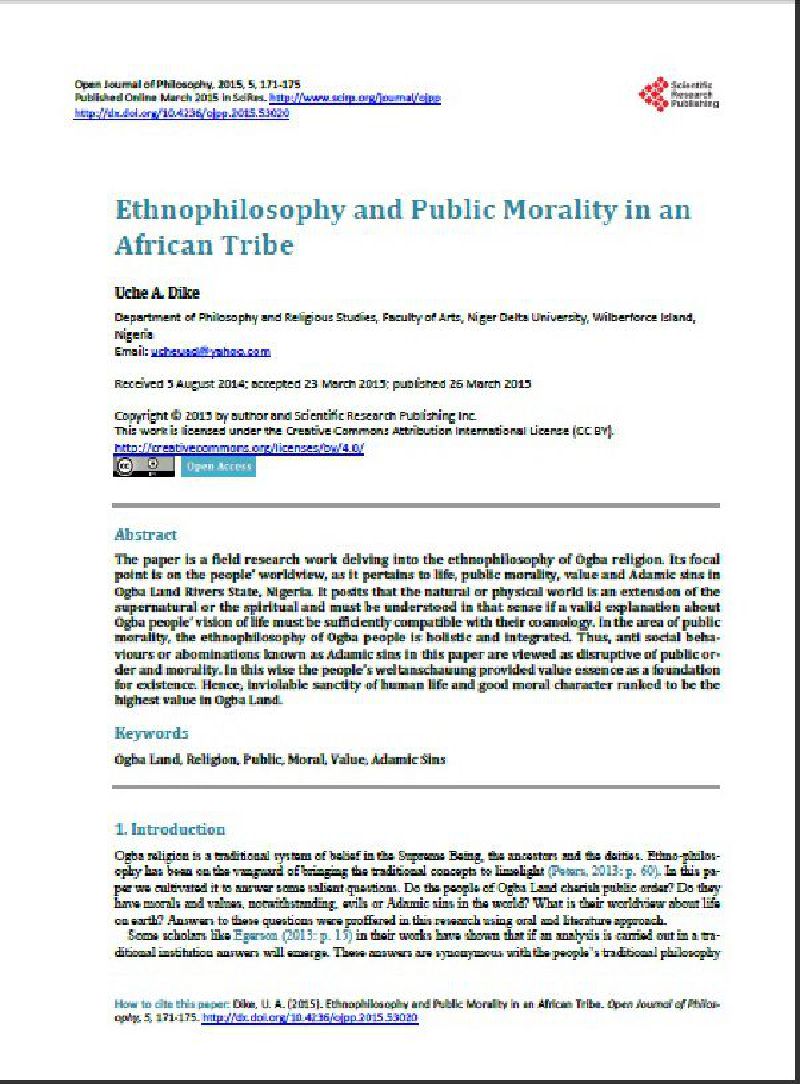 Open Journal of Philosophy, 2015, 5, 171-175
Published Online March 2015 in SciRes. http://www.scirp.org/journal/ojpp
http://dx.doi.org/10.4236/ojpp.2015.53020
Scientific
Research
Publishing
Ethnophilosophy and Public Morality in an
African Tribe
Uche A. Dike
Department of Philosophy and Religious Studies, Faculty of Arts, Niger Delta University, Wilberforce Island,
Nigeria
Email:
Received 5 August 2014; accepted 23 March 2015; published 26 March 2015
Copyright © 2015 by author and Scientific Research Publishing Inc.
This work is licensed under the Creative Commons Attribution International License (CC BY).
http://creativecommons.org/licenses/by/4.0/
cc BY Open Access
Abstract
The paper is a field research work delving into the ethnophilosophy of Ogba religion. Its focal
point is on the people' worldview, as it pertains to life, public morality, value and Adamic sins in
Ogba Land Rivers State, Nigeria. It posits that the natural or physical world is an extension of the
supernatural or the spiritual and must be understood in that sense if a valid explanation about
Ogba people' vision of life must be sufficiently compatible with their cosmology. In the area of public
morality, the ethnophilosophy of Ogba people is holistic and integrated. Thus, anti social beha-
viours or abominations known as Adamic sins in this paper are viewed as disruptive of public or-
der and morality. In this wise the people's weltanschauung provided value essence as a foundation
for existence. Hence, inviolable sanctity of human life and good moral character ranked to be the
highest value in Ogba Land.
Keywords
Ogba Land, Religion, Public, Moral, Value, Adamic Sins
1. Introduction
Ogba religion is a traditional system of belief in the Supreme Being, the ancestors and the deities. Ethno-philos-
ophy has been on the vanguard of bringing the traditional concepts to limelight (Peters, 2013: p. 60). In this pa-
per we cultivated it to answer some salient questions. Do the people of Ogba Land cherish public order? Do they
have morals and values, notwithstanding, evils or Adamic sins in the world? What is their worldview about life
on earth? Answers to these questions were proffered in this research using oral and literature approach.
Some scholars like Egerson (2013: p. 15) in their works have shown that if an analysis is carried out in a tra-
ditional institution answers will emerge. These answers are synonymous with the people's traditional philosophy
How to cite this paper: Dike, U. A. (2015). Ethnophilosophy and Public Morality in an African Tribe. Open Journal of Philos-
ophy, 5, 171-175. http://dx.doi.org/10.4236/ojpp.2015.53020